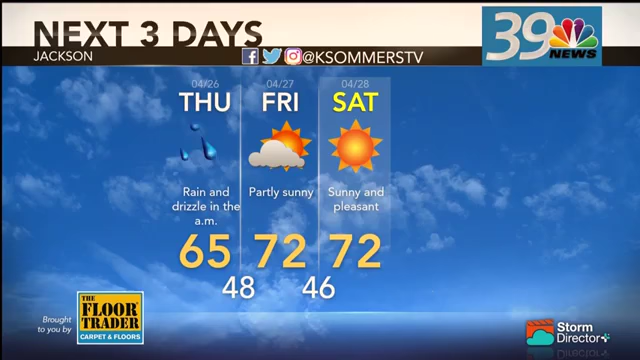 NEXT 3 DAYS
JACKSON
@KSOMMERSTV
39
NEWS
04/26
THU
Rain and
drizzle in the
a.m.
65
04/27
FRI
Partly sunny
72
04/28
SAT
Sunny and
pleasant
72
48
46
Brought
to you by
THE
FLOOR
TRADER
CARPET & FLOORS
Storm
Director+